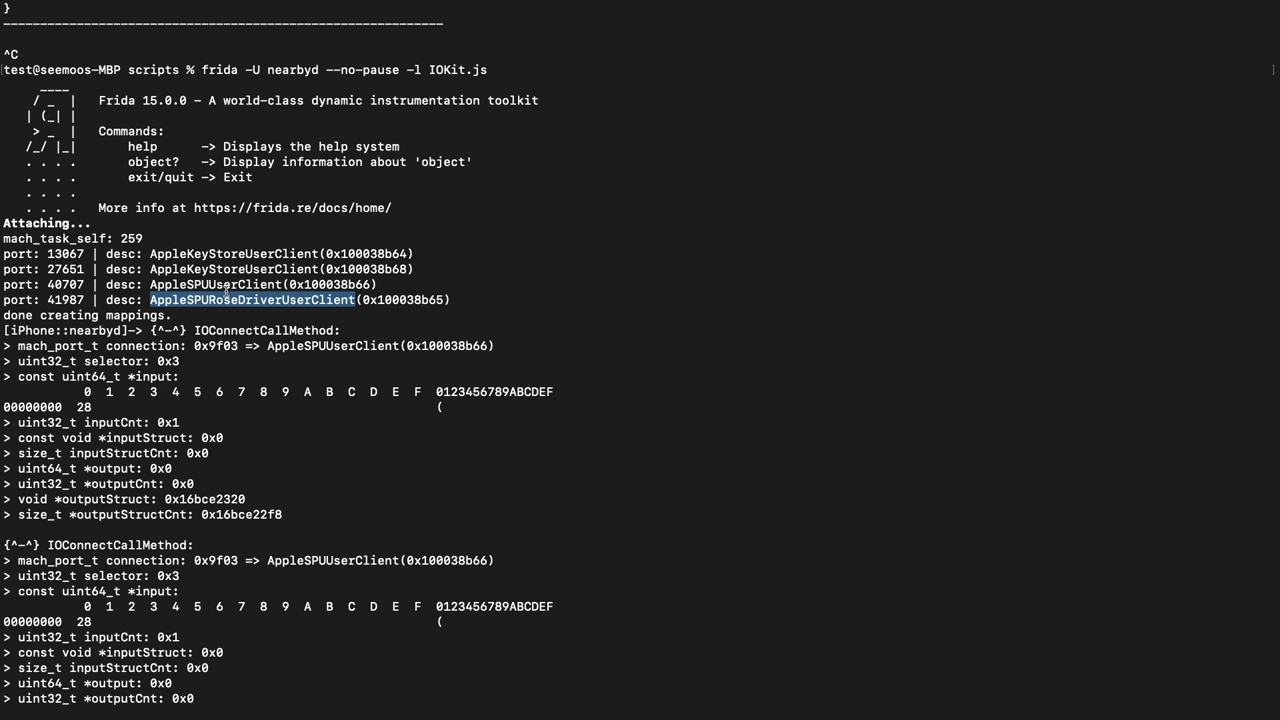 }
------------------------------------------------------------
^C
test@seemoos-MBP scripts % frida -U nearbyd --no-pause -l IOKit.js
     ____
    / _  |   Frida 15.0.0 - A world-class dynamic instrumentation toolkit
   | (_| |
    > _  |   Commands:
   /_/ |_|       help      -> Displays the help system
   . . . .       object?   -> Display information about 'object'
   . . . .       exit/quit -> Exit
   . . . .
   . . . .   More info at https://frida.re/docs/home/
Attaching...
mach_task_self: 259
port: 13067 | desc: AppleKeyStoreUserClient(0x100038b64)
port: 27651 | desc: AppleKeyStoreUserClient(0x100038b68)
port: 40707 | desc: AppleSPUUserClient(0x100038b66)
port: 41987 | desc: AppleSPURoseDriverUserClient(0x100038b65)
done creating mappings.
[iPhone::nearbyd]-> {^-^} IOConnectCallMethod:
> mach_port_t connection: 0x9f03 => AppleSPUUserClient(0x100038b66)
> uint32_t selector: 0x3
> const uint64_t *input:
           0  1  2  3  4  5  6  7  8  9  A  B  C  D  E  F  0123456789ABCDEF
00000000  28                                               (
> uint32_t inputCnt: 0x1
> const void *inputStruct: 0x0
> size_t inputStructCnt: 0x0
> uint64_t *output: 0x0
> uint32_t *outputCnt: 0x0
> void *outputStruct: 0x16bce2320
> size_t *outputStructCnt: 0x16bce22f8
{^-^} IOConnectCallMethod:
> mach_port_t connection: 0x9f03 => AppleSPUUserClient(0x100038b66)
> uint32_t selector: 0x3
> const uint64_t *input:
           0  1  2  3  4  5  6  7  8  9  A  B  C  D  E  F  0123456789ABCDEF
00000000  28                                               (
> uint32_t inputCnt: 0x1
> const void *inputStruct: 0x0
> size_t inputStructCnt: 0x0
> uint64_t *output: 0x0
> uint32_t *outputCnt: 0x0